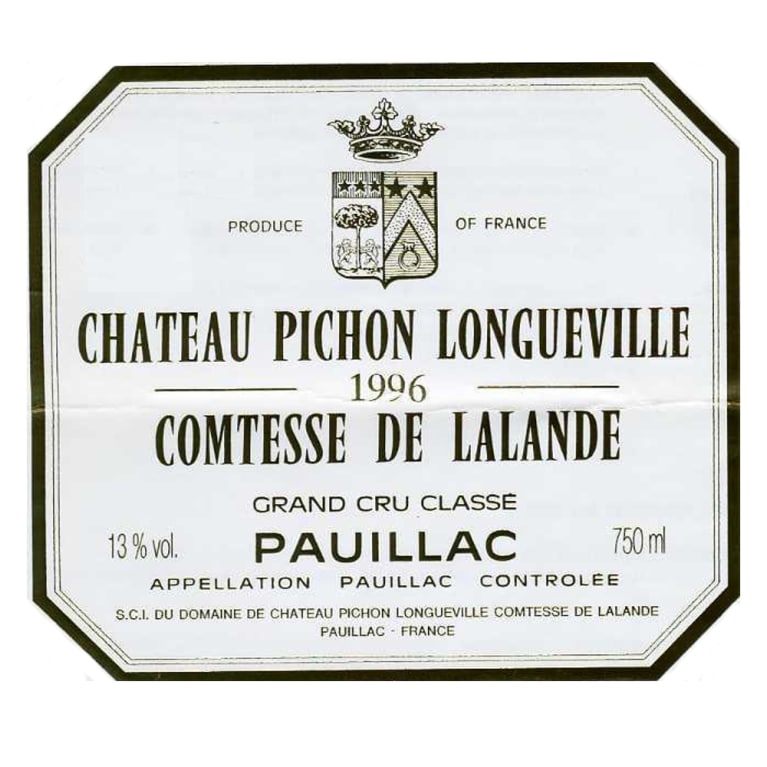 PRODUCE OF FRANCE
CHATEAU PICHON LONGUEVILLE
1996
COMTESSE DE LALANDE
GRAND CRU CLASSÉ
13 % vol. PAUILLAC 750 ml
APPELLATION PAUILLAC CONTROLÉE
S.C.I. DU DOMAINE DE CHATEAU PICHON LONGUEVILLE COMTESSE DE LALANDE
PAUILLAC - FRANCE